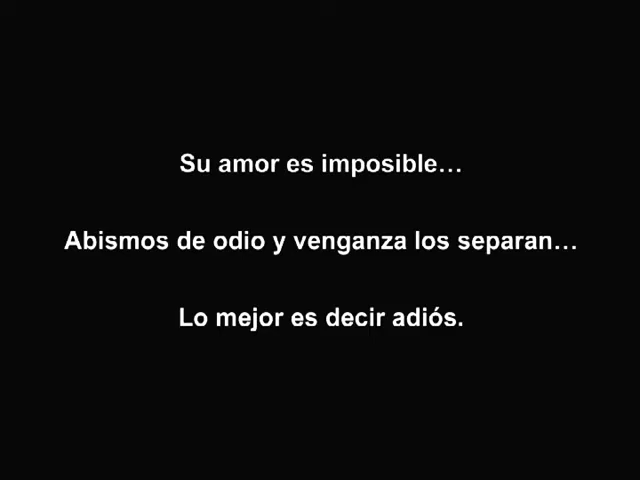 Su amor es imposible…
Abismos de odio y venganza los separan…
Lo mejor es decir adiós.